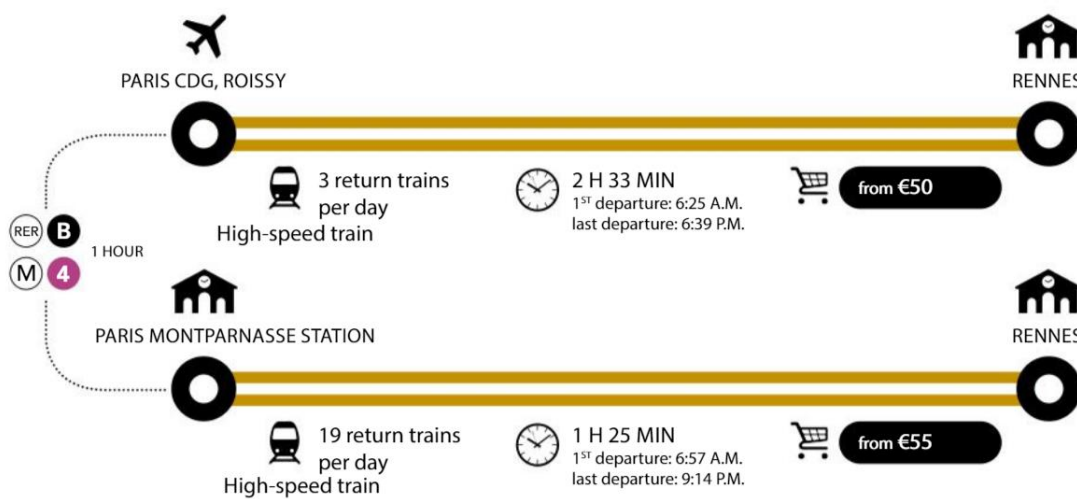 PARIS CDG, ROISSY
RENNES
3 return trains
per day
High-speed train
2 H 33 MIN
1ST departure: 6:25 A.M.
last departure: 6:39 P.M.
from €50
RER B
M 4
1 HOUR
PARIS MONTPARNASSE STATION
RENNES
19 return trains
per day
High-speed train
1 H 25 MIN
1ST departure: 6:57 A.M.
last departure: 9:14 P.M.
from €55